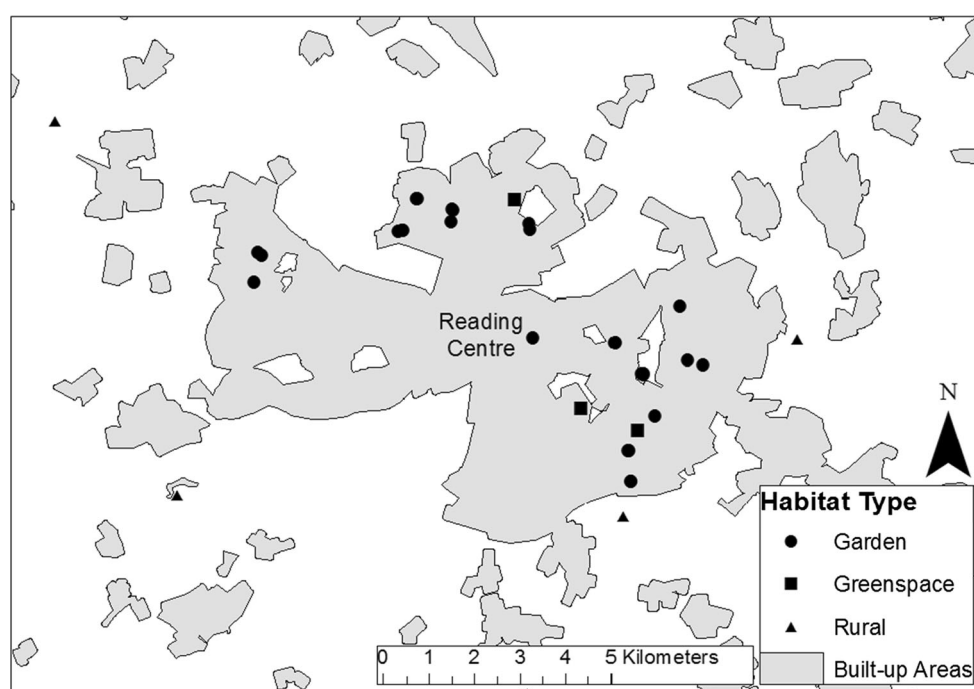 Reading
Centre
N
Habitat Type
Garden
Greenspace
Rural
Built-up Areas
0 1 2 3 4 5 Kilometers